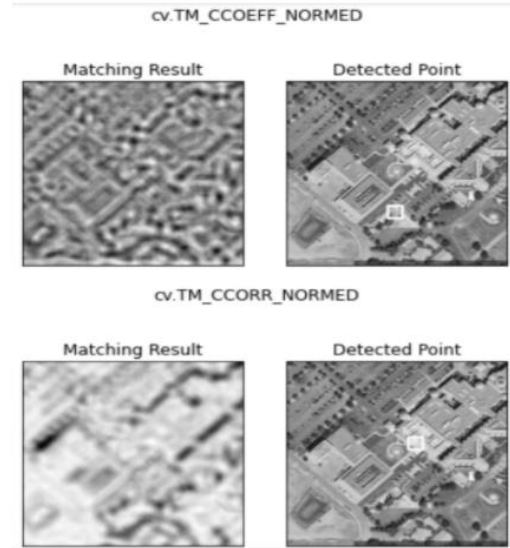 cv.TM_CCOEFF_NORMED
Matching Result
Detected Point
cv.TM_CCORR_NORMED
Matching Result
Detected Point